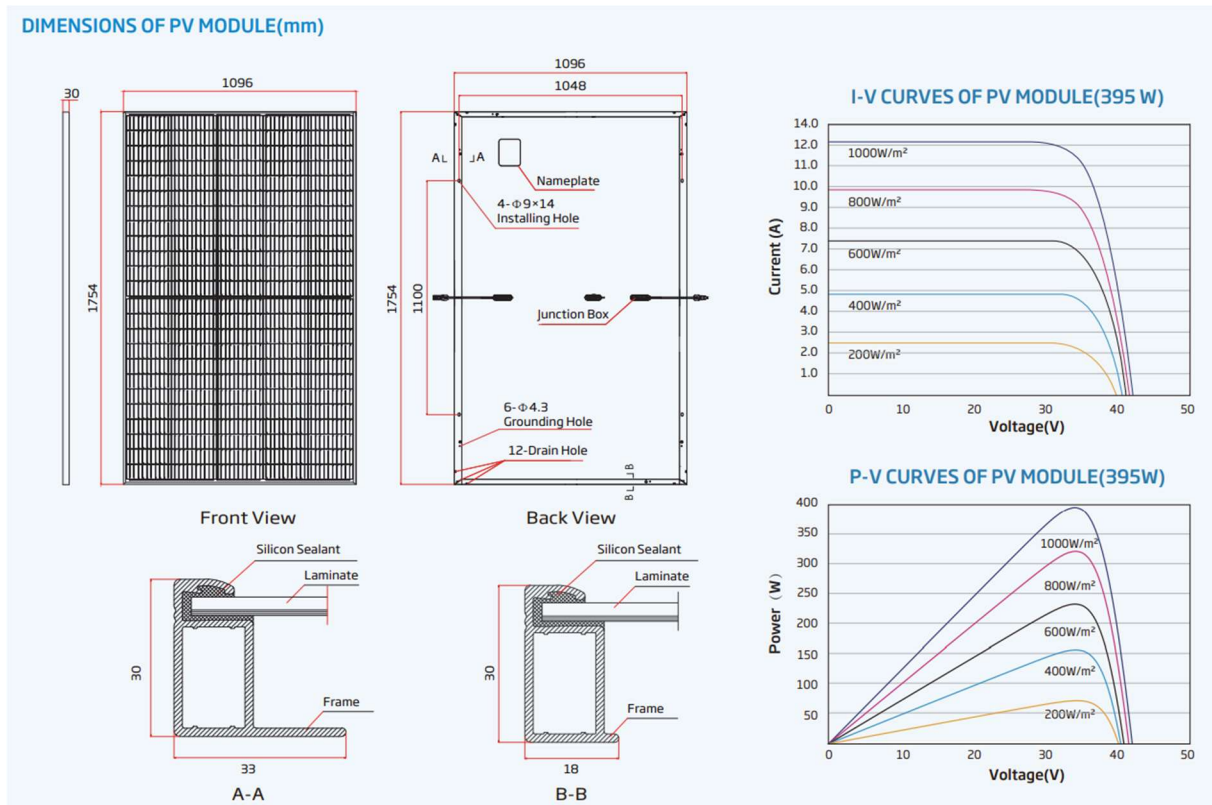 DIMENSIONS OF PV MODULE(mm)
30
1096
1754
Front View
1096
1048
A
A
Nameplate
4-Φ9×14
Installing Hole
1754
1100
Junction Box
6-Φ4.3
Grounding Hole
12-Drain Hole
B
B
Back View
Silicon Sealant
Laminate
30
Frame
33
A-A
Silicon Sealant
Laminate
30
Frame
18
B-B
I-V CURVES OF PV MODULE(395 W)
14.0
12.0
11.0
10.0
9.0
8.0
7.0
6.0
5.0
4.0
3.0
2.0
1.0
Current (A)
1000W/m²
800W/m²
600W/m²
400W/m²
200W/m²
0
10
20
30
40
50
Voltage(V)
P-V CURVES OF PV MODULE(395W)
400
350
300
250
200
150
100
50
Power (W)
1000W/m²
800W/m²
600W/m²
400W/m²
200W/m²
0
10
20
30
40
50
Voltage(V)